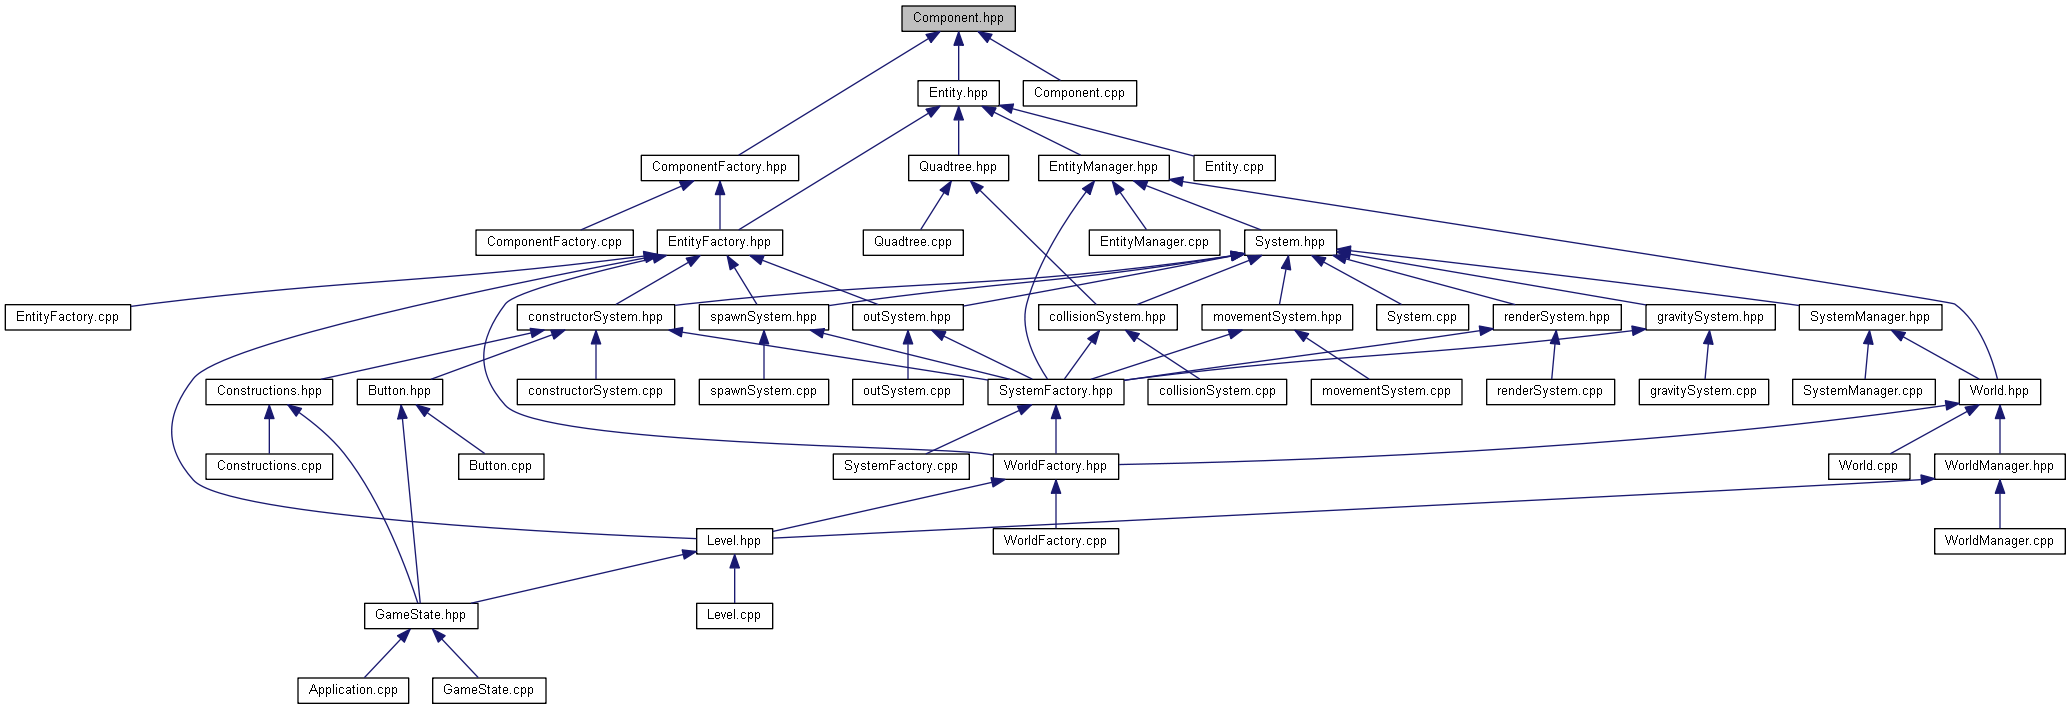 Component.hpp
Entity.hpp
Component.cpp
ComponentFactory.hpp
Quadtree.hpp
EntityManager.hpp
Entity.cpp
ComponentFactory.cpp
EntityFactory.hpp
Quadtree.cpp
EntityManager.cpp
System.hpp
EntityFactory.cpp
constructorSystem.hpp
spawnSystem.hpp
outSystem.hpp
collisionSystem.hpp
movementSystem.hpp
System.cpp
renderSystem.hpp
gravitySystem.hpp
SystemManager.hpp
Constructions.hpp
Button.hpp
constructorSystem.cpp
spawnSystem.cpp
outSystem.cpp
SystemFactory.hpp
collisionSystem.cpp
movementSystem.cpp
renderSystem.cpp
gravitySystem.cpp
SystemManager.cpp
World.hpp
Constructions.cpp
Button.cpp
SystemFactory.cpp
WorldFactory.hpp
World.cpp
WorldManager.hpp
Level.hpp
WorldFactory.cpp
WorldManager.cpp
GameState.hpp
Level.cpp
Application.cpp
GameState.cpp